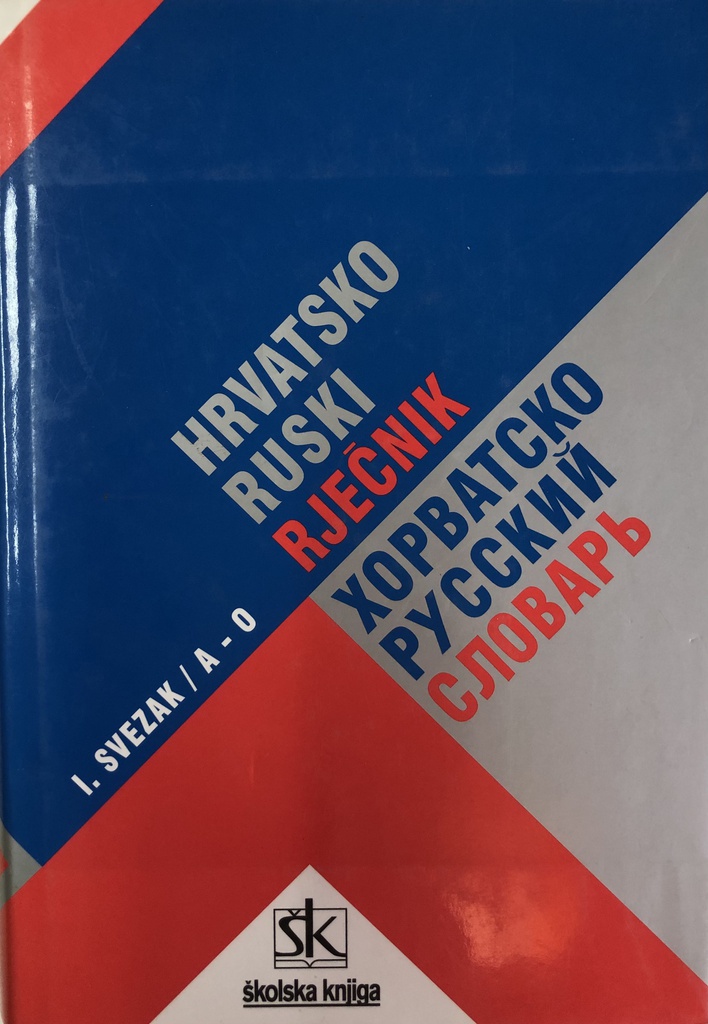 HRVATSKO
RUSKI
RJEČNIK
ХОРВАТСКО
РУССКИЙ
СЛОВАРЬ
I. SVEZAK / A - O
šk
školska knjiga